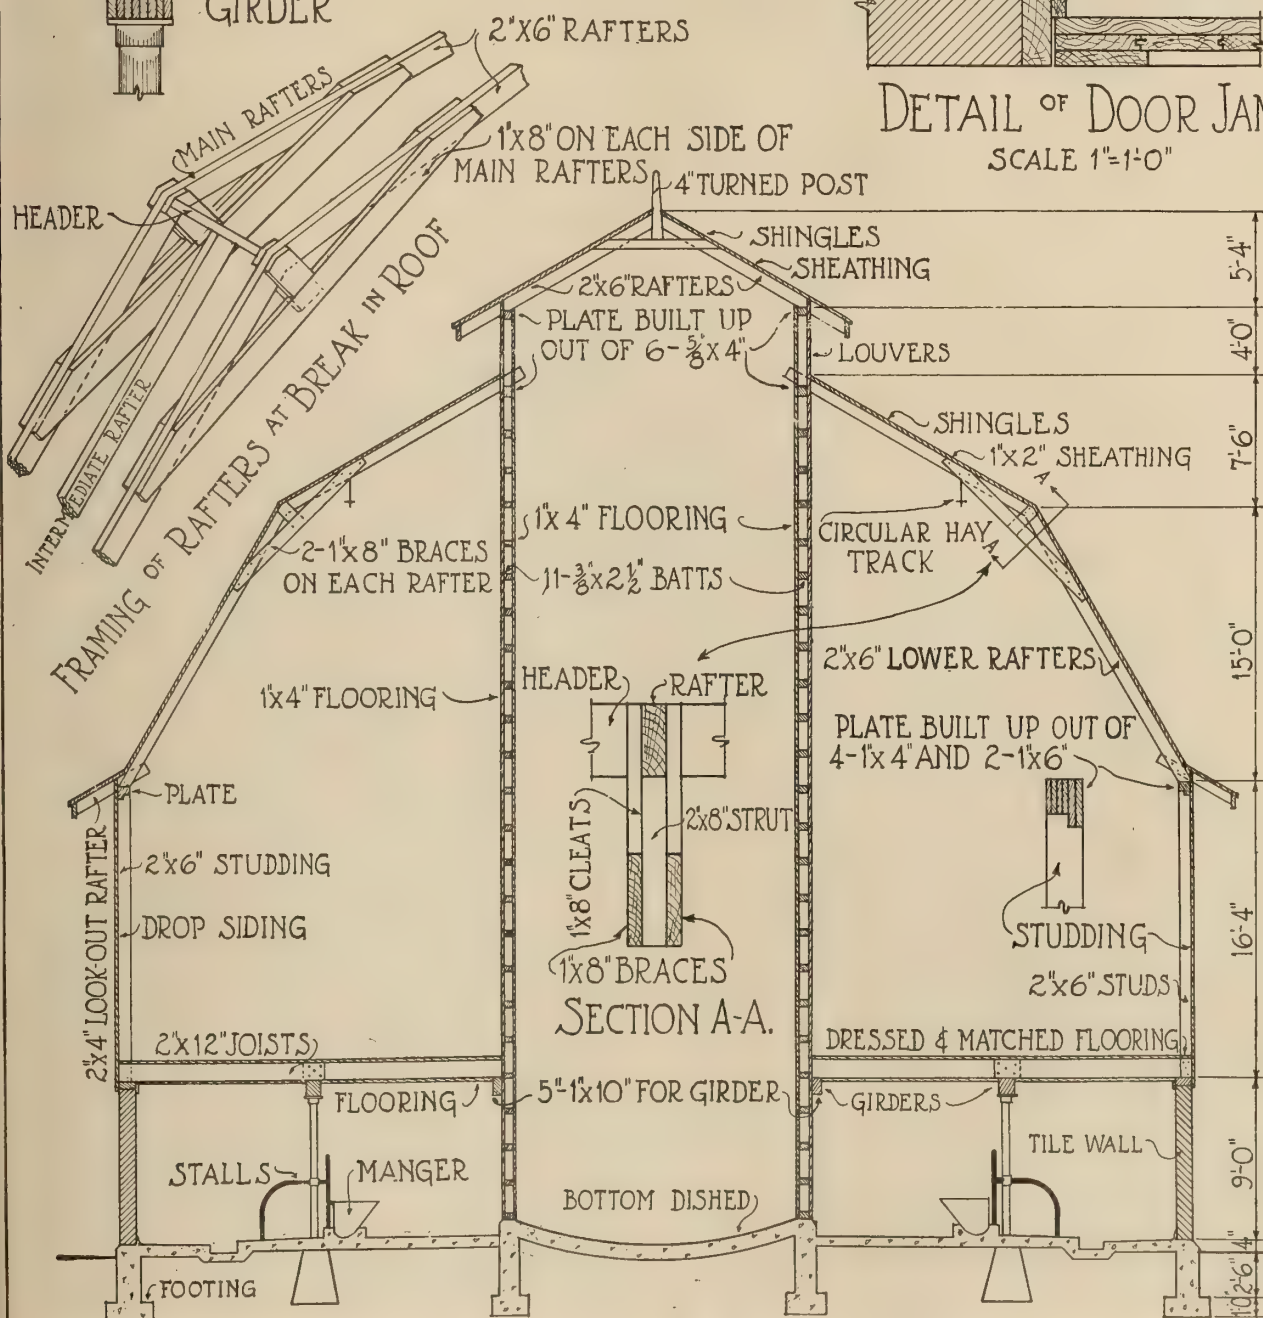 GIRDER
2"X6" RAFTERS
MAIN RAFTERS
1"X8" ON EACH SIDE OF
MAIN RAFTERS
HEADER
INTERMEDIATE RAFTER
FRAMING OF RAFTERS AT BREAK IN ROOF
DETAIL OF DOOR JAM
SCALE 1"=1'-0"
4" TURNED POST
SHINGLES
SHEATHING
2"X6" RAFTERS
PLATE BUILT UP
OUT OF 6-5/8"X4"
LOUVERS
SHINGLES
1"X2" SHEATHING
A
A
1"X4" FLOORING
CIRCULAR HAY
TRACK
2-1"X8" BRACES
ON EACH RAFTER
11-3/8"X2 1/2" BATTS
2"X6" LOWER RAFTERS
1"X4" FLOORING
HEADER
RAFTER
PLATE BUILT UP OUT OF
4-1"X4" AND 2-1"X6"
PLATE
1"X8" CLEATS
2"X8" STRUT
2"X4" LOOK-OUT RAFTER
2"X6" STUDDING
DROP SIDING
1"X8" BRACES
SECTION A-A.
STUDDING
2"X6" STUDS
2"X12" JOISTS
DRESSED & MATCHED FLOORING
FLOORING
5"-1"X10" FOR GIRDER
GIRDERS
TILE WALL
STALLS
MANGER
BOTTOM DISHED
FOOTING
5'-4"
4'-0"
7'-6"
15'-0"
16'-4"
9'-0"
4"
2'-6"
1'-0"